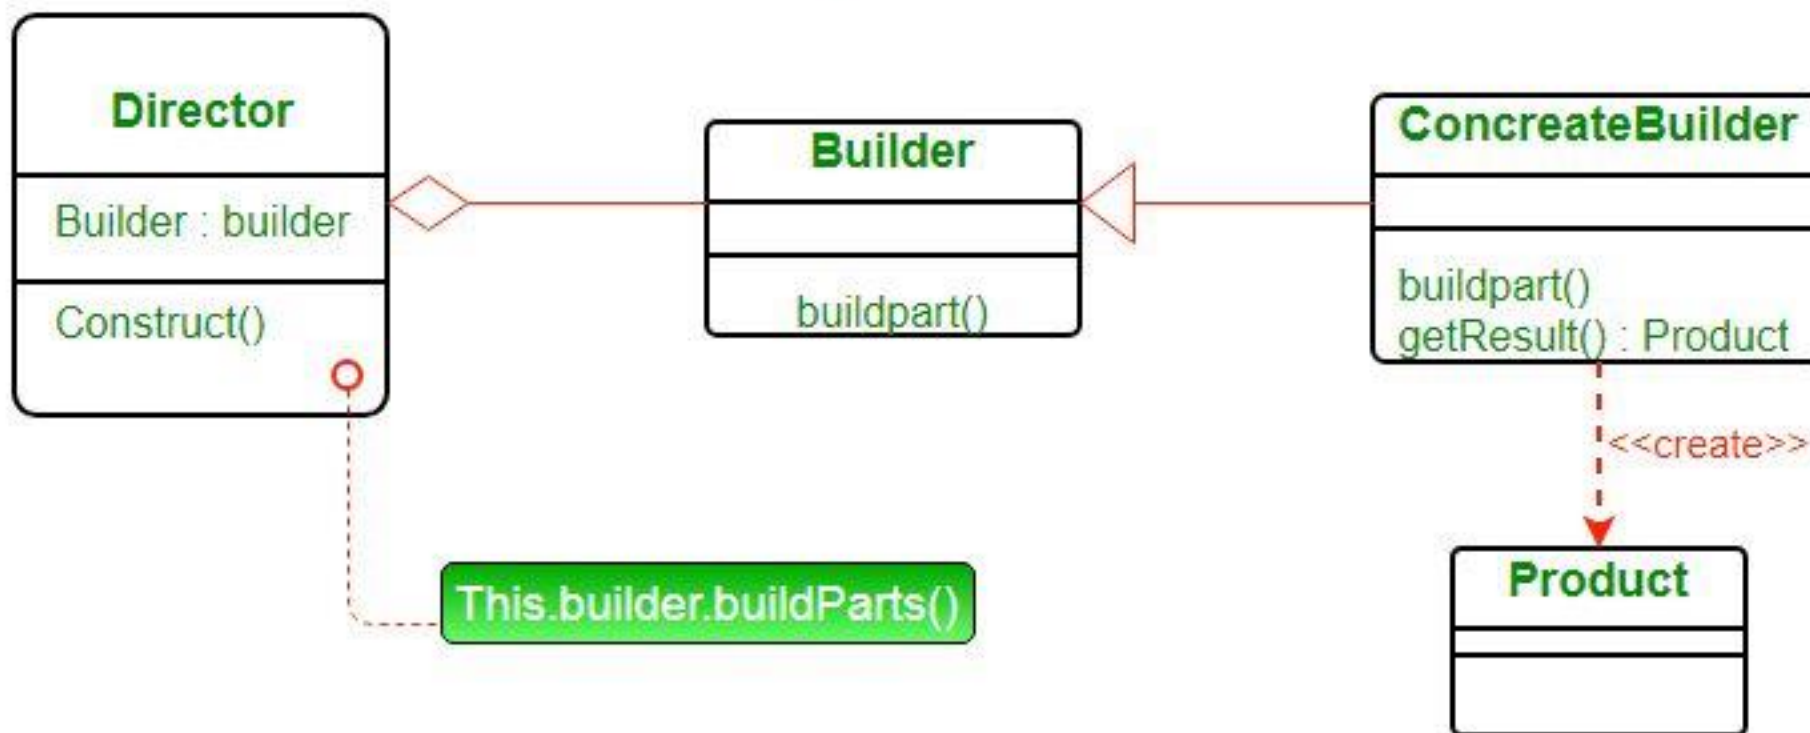 Director
Builder : builder
Construct()
Builder
buildpart()
ConcreateBuilder
buildpart()
getResult() : Product
<<create>>
This.builder.buildParts()
Product